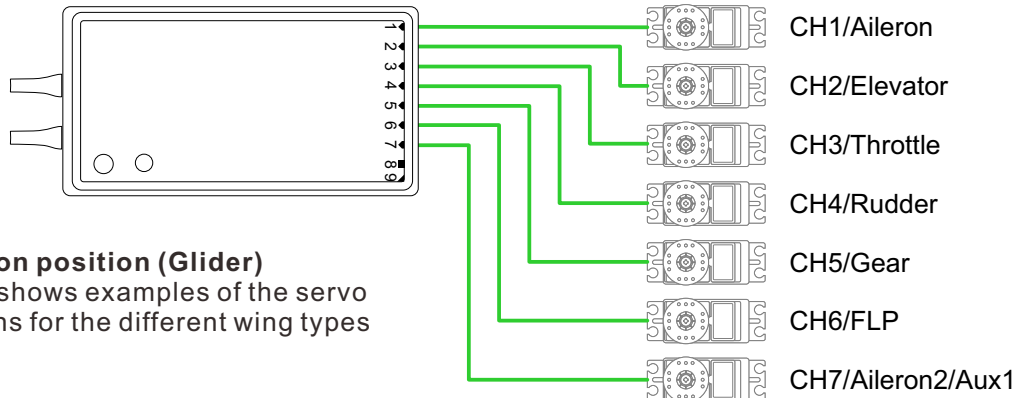 1
2
3
4
5
6
7
8
9
CH1/Aileron
CH2/Elevator
CH3/Throttle
CH4/Rudder
CH5/Gear
CH6/FLP
CH7/Aileron2/Aux1
on position (Glider)
shows examples of the servo
ns for the different wing types